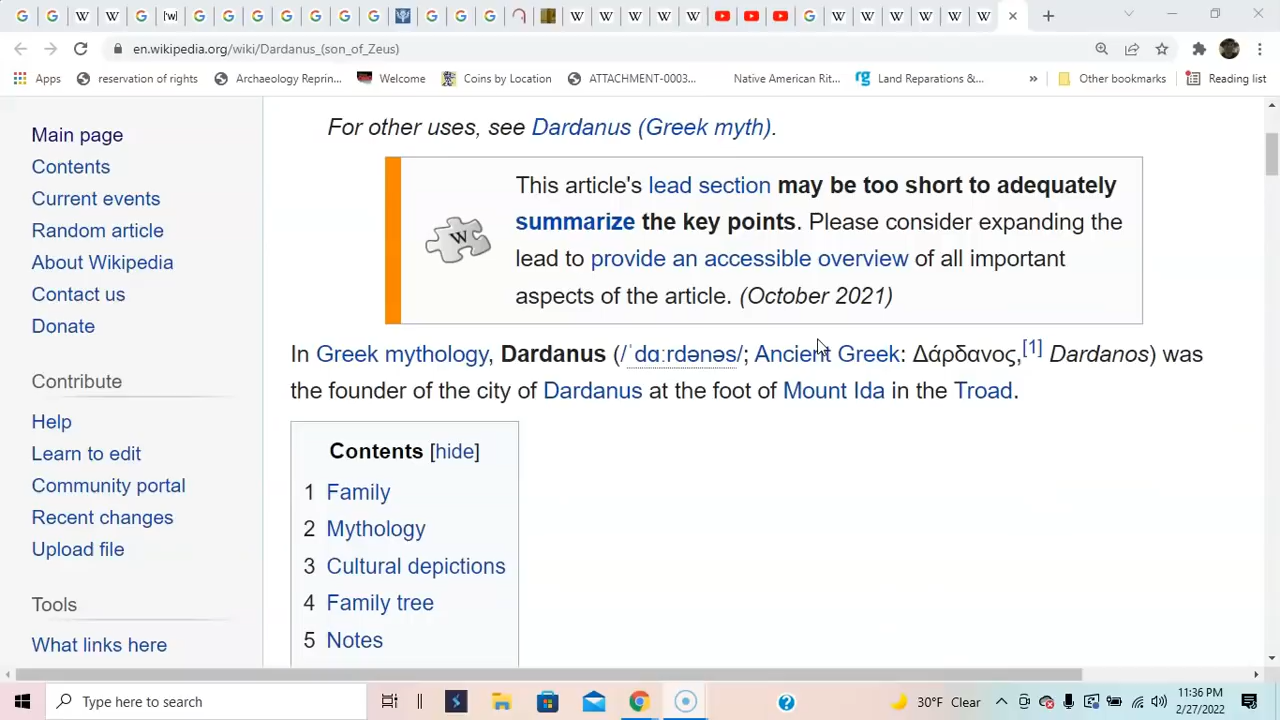 en.wikipedia.org/wiki/Dardanus_(son_of_Zeus)
Apps
reservation of rights
Archaeology Reprin...
Welcome
Coins by Location
ATTACHMENT-0003...
Native American Rit...
Land Reparations &...
»
Other bookmarks
Reading list
Main page
Contents
Current events
Random article
About Wikipedia
Contact us
Donate
Contribute
Help
Learn to edit
Community portal
Recent changes
Upload file
Tools
What links here
For other uses, see Dardanus (Greek myth).
W
This article's lead section may be too short to adequately
summarize the key points. Please consider expanding the
lead to provide an accessible overview of all important
aspects of the article. (October 2021)
In Greek mythology, Dardanus (/ˈdɑːrdənəs/; Ancient Greek: Δάρδανος,[1] Dardanos) was
the founder of the city of Dardanus at the foot of Mount Ida in the Troad.
Contents [hide]
1 Family
2 Mythology
3 Cultural depictions
4 Family tree
5 Notes
Type here to search
30°F Clear
11:36 PM
2/27/2022